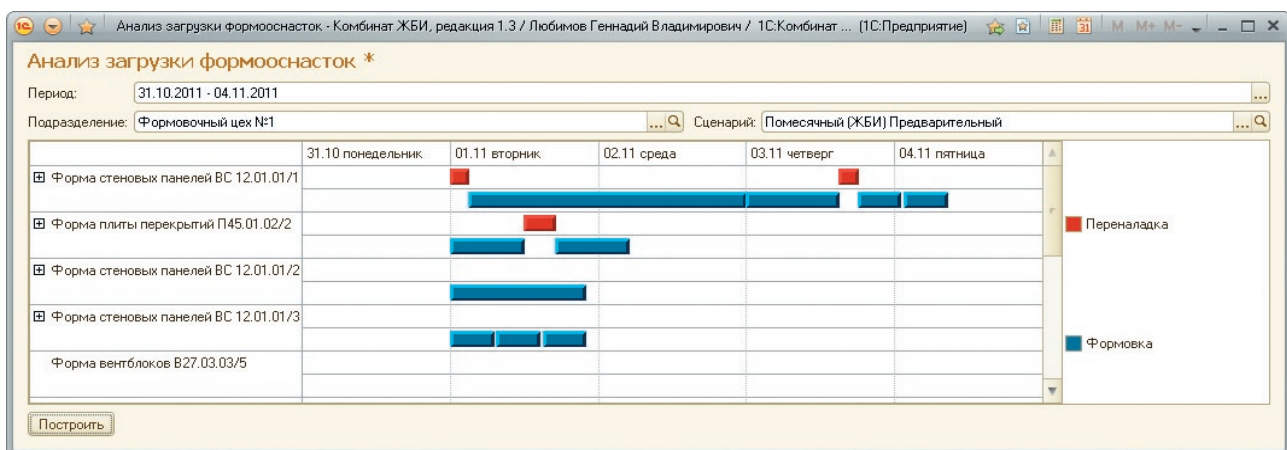 1С Анализ загрузки формооснасток - Комбинат ЖБИ, редакция 1.3 / Любимов Геннадий Владимирович / 1С:Комбинат ... (1С:Предприятие) 31 M M+ M-
Анализ загрузки формооснасток *
Период: 31.10.2011 - 04.11.2011 ...
Подразделение: Формовочный цех №1 ... Сценарий: Помесячный (ЖБИ) Предварительный ...
31.10 понедельник 01.11 вторник 02.11 среда 03.11 четверг 04.11 пятница
Форма стеновых панелей ВС 12.01.01/1
Форма плиты перекрытий П45.01.02/2
Переналадка
Форма стеновых панелей ВС 12.01.01/2
Форма стеновых панелей ВС 12.01.01/3
Формовка
Форма вентблоков В27.03.03/5
Построить